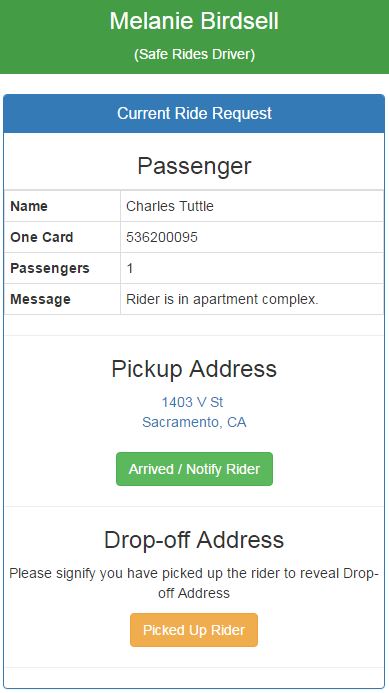 Melanie Birdsell
(Safe Rides Driver)
Current Ride Request
Passenger
Name Charles Tuttle
One Card 536200095
Passengers 1
Message Rider is in apartment complex.
Pickup Address
1403 V St
Sacramento, CA
Arrived / Notify Rider
Drop-off Address
Please signify you have picked up the rider to reveal Drop-
off Address
Picked Up Rider